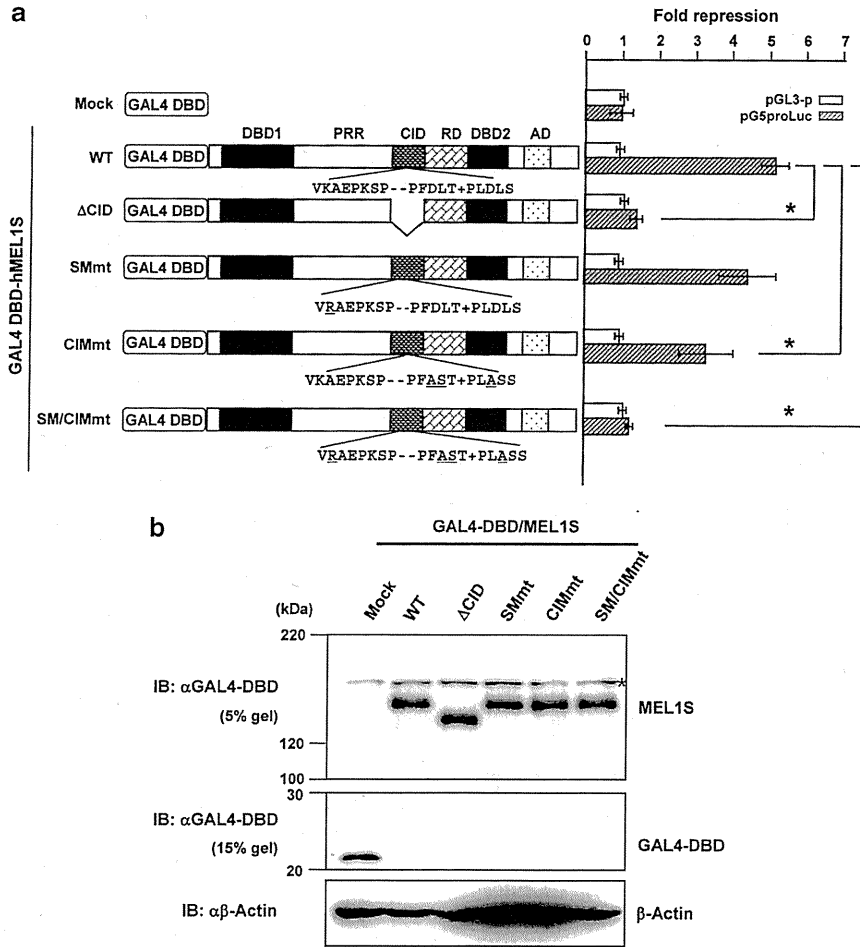 a
Fold repression
0 1 2 3 4 5 6 7
pGL3-p
pG5proLuc
GAL4 DBD-hMEL1S
Mock GAL4 DBD
DBD1 PRR CID RD DBD2 AD
WT GAL4 DBD
VKAEPKSP--PFDLT+PLDLS
ΔCID GAL4 DBD
*
SMmt GAL4 DBD
VRAEPKSP--PFDLT+PLDLS
CIMmt GAL4 DBD
*
VKAEPKSP--PFAST+PLASS
SM/CIMmt GAL4 DBD
*
VRAEPKSP--PFAST+PLASS
b
GAL4-DBD/MEL1S
(kDa) Mock WT ΔCID SMmt CIMmt SM/CIMmt
220
IB: αGAL4-DBD
(5% gel)
*
MEL1S
120
100
30
IB: αGAL4-DBD
(15% gel)
GAL4-DBD
20
IB: αβ-Actin
β-Actin